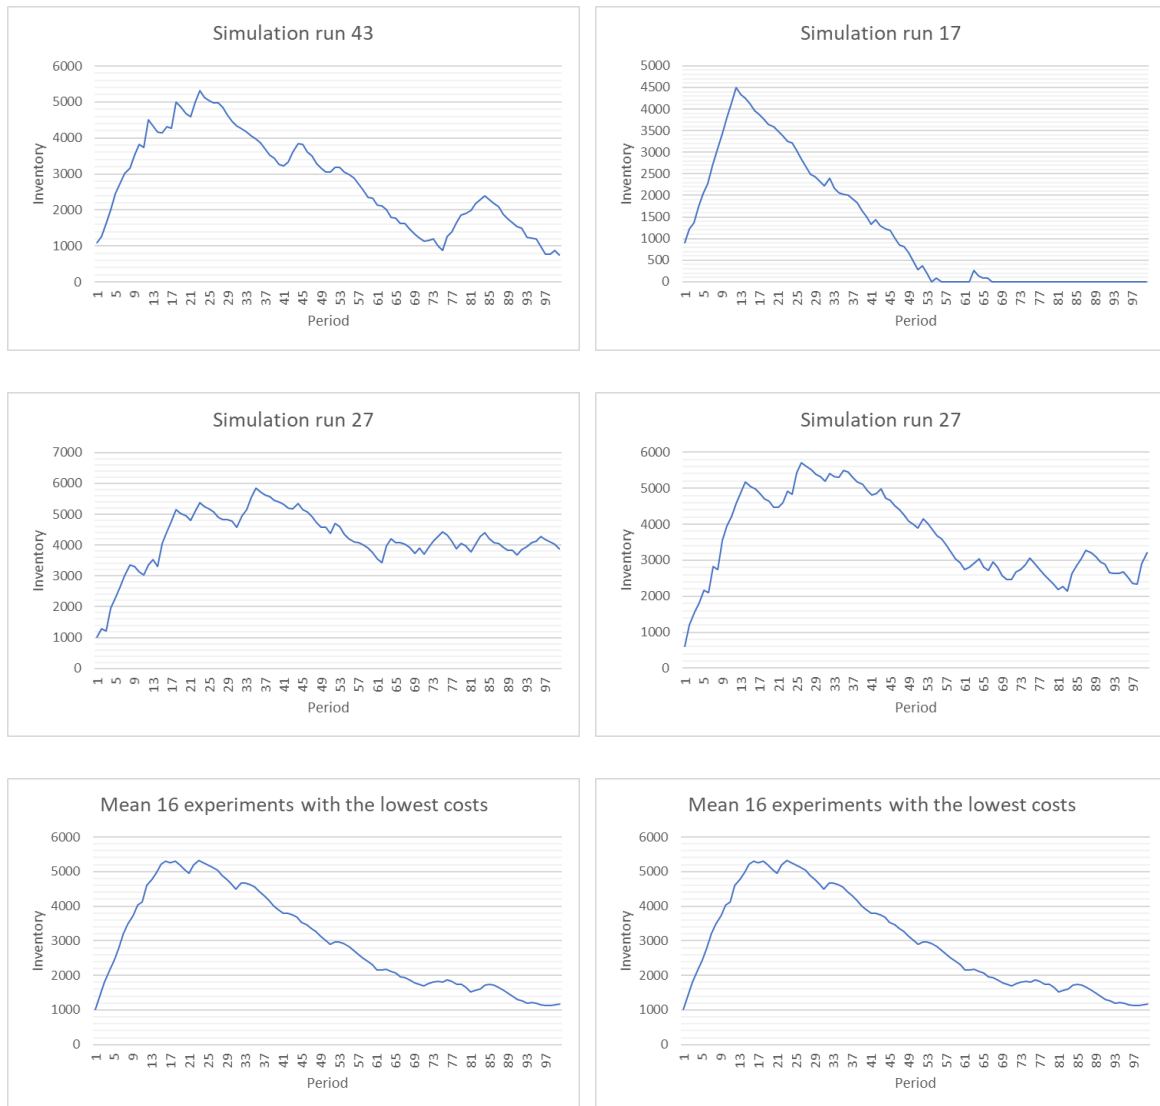 Simulation run 43
Inventory
6000
5000
4000
3000
2000
1000
0
1 5 9 13 17 21 25 29 33 37 41 45 49 53 57 61 65 69 73 77 81 85 89 93 97
Period
Simulation run 17
Inventory
5000
4500
4000
3500
3000
2500
2000
1500
1000
500
0
1 5 9 13 17 21 25 29 33 37 41 45 49 53 57 61 65 69 73 77 81 85 89 93 97
Period
Simulation run 27
Inventory
7000
6000
5000
4000
3000
2000
1000
0
1 5 9 13 17 21 25 29 33 37 41 45 49 53 57 61 65 69 73 77 81 85 89 93 97
Period
Simulation run 27
Inventory
6000
5000
4000
3000
2000
1000
0
1 5 9 13 17 21 25 29 33 37 41 45 49 53 57 61 65 69 73 77 81 85 89 93 97
Period
Mean 16 experiments with the lowest costs
Inventory
6000
5000
4000
3000
2000
1000
0
1 5 9 13 17 21 25 29 33 37 41 45 49 53 57 61 65 69 73 77 81 85 89 93 97
Period
Mean 16 experiments with the lowest costs
Inventory
6000
5000
4000
3000
2000
1000
0
1 5 9 13 17 21 25 29 33 37 41 45 49 53 57 61 65 69 73 77 81 85 89 93 97
Period